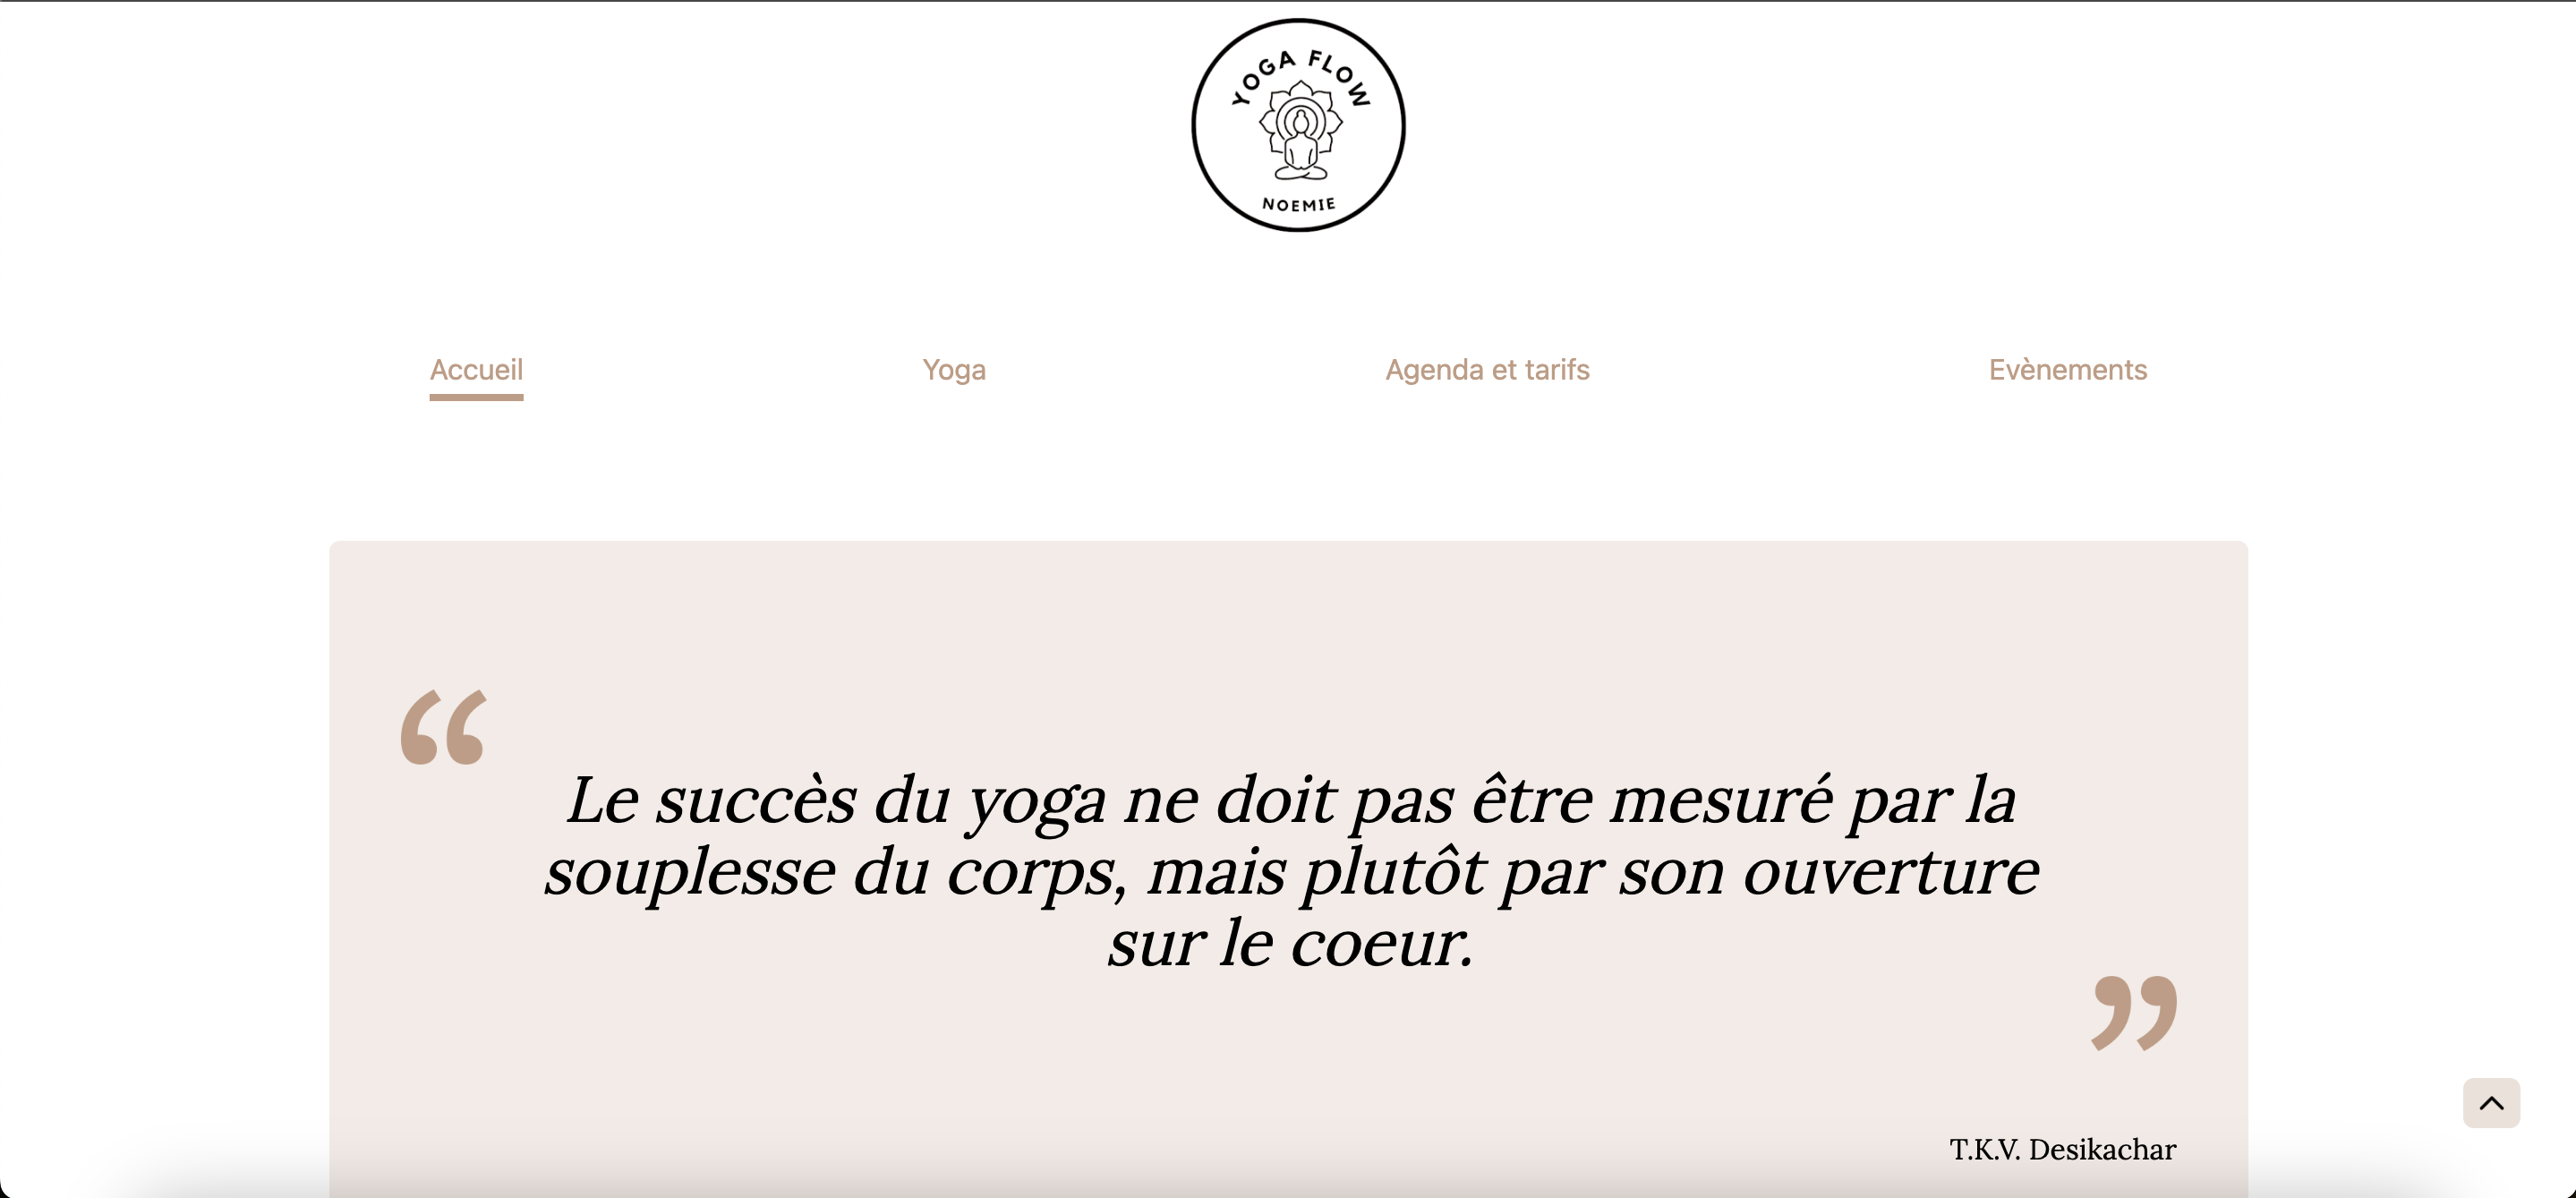 YOGA FLOW
NOEMIE
Accueil Yoga Agenda et tarifs Evènements
“
Le succès du yoga ne doit pas être mesuré par la
souplesse du corps, mais plutôt par son ouverture
sur le coeur.
”
T.K.V. Desikachar